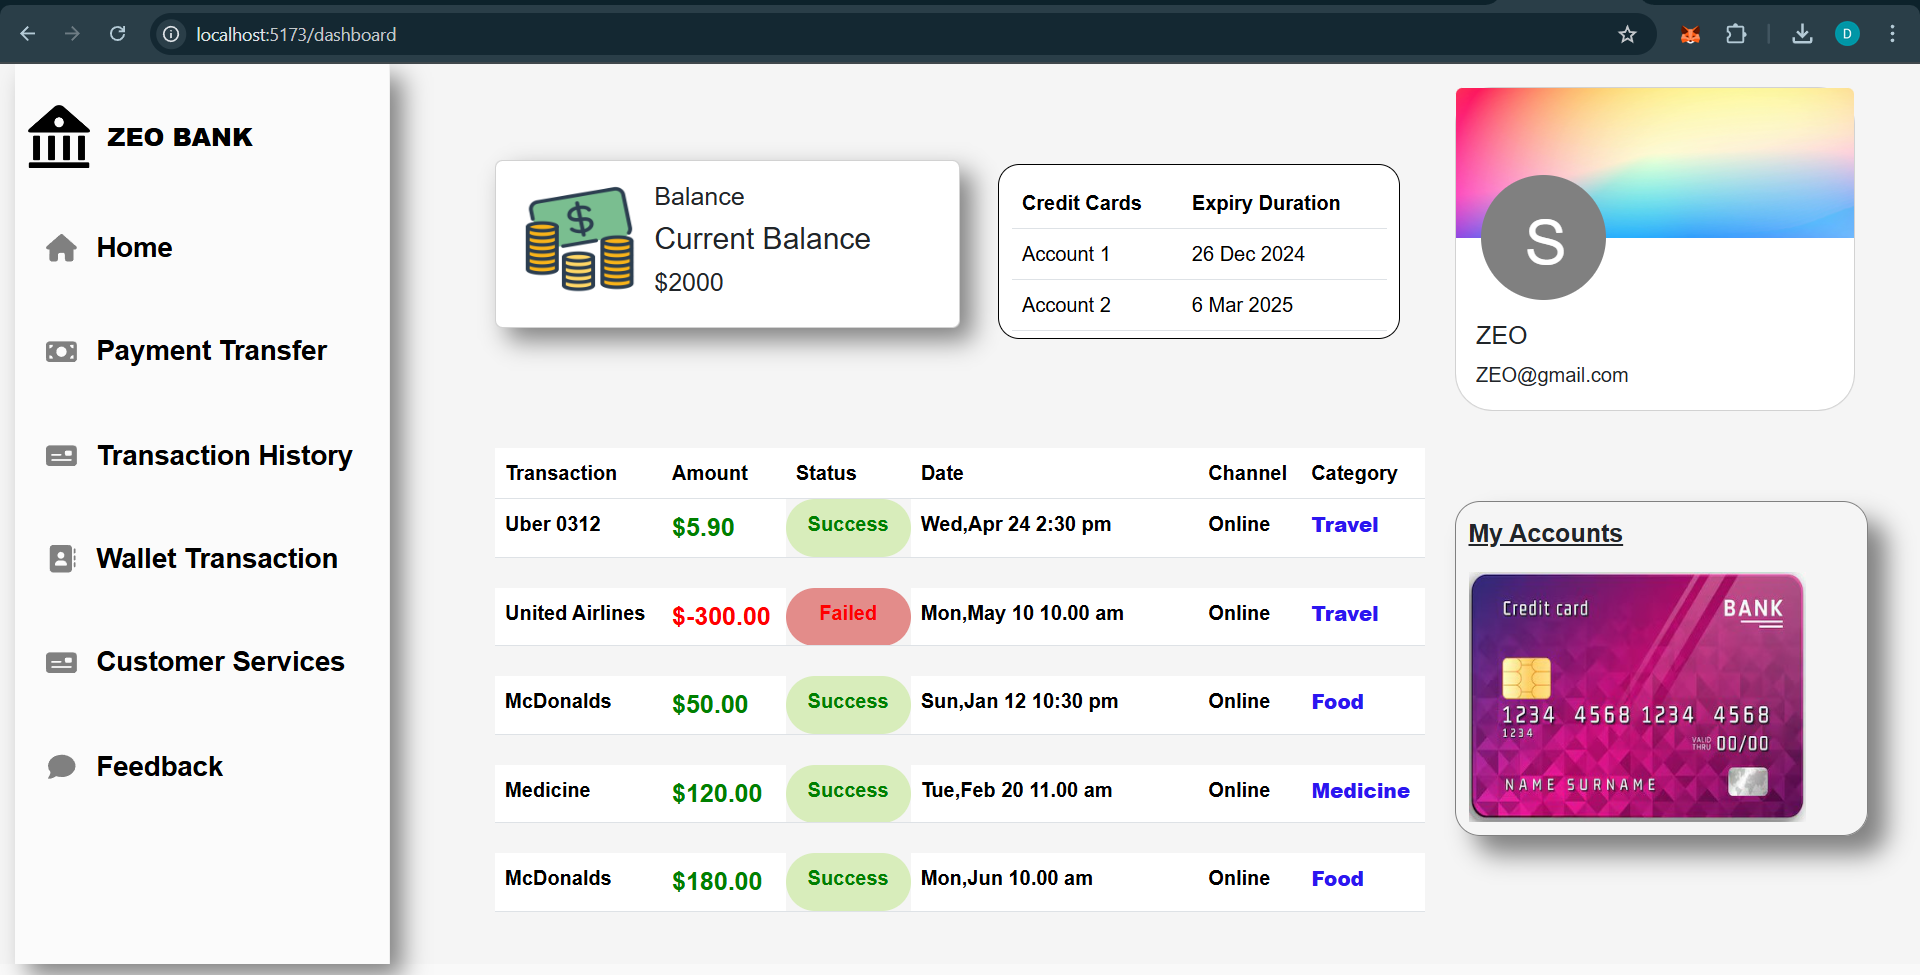 localhost:5173/dashboard
D
ZEO BANK
Home
Payment Transfer
Transaction History
Wallet Transaction
Customer Services
Feedback
Balance
Current Balance
$2000
Credit Cards Expiry Duration
Account 1 26 Dec 2024
Account 2 6 Mar 2025
S
ZEO
ZEO@gmail.com
Transaction Amount Status Date Channel Category
Uber 0312 $5.90 Success Wed,Apr 24 2:30 pm Online Travel
United Airlines $-300.00 Failed Mon,May 10 10.00 am Online Travel
McDonalds $50.00 Success Sun,Jan 12 10:30 pm Online Food
Medicine $120.00 Success Tue,Feb 20 11.00 am Online Medicine
McDonalds $180.00 Success Mon,Jun 10.00 am Online Food
My Accounts
Credit card BANK
1234 4568 1234 4568
1234
VALID THRU 00/00
NAME SURNAME